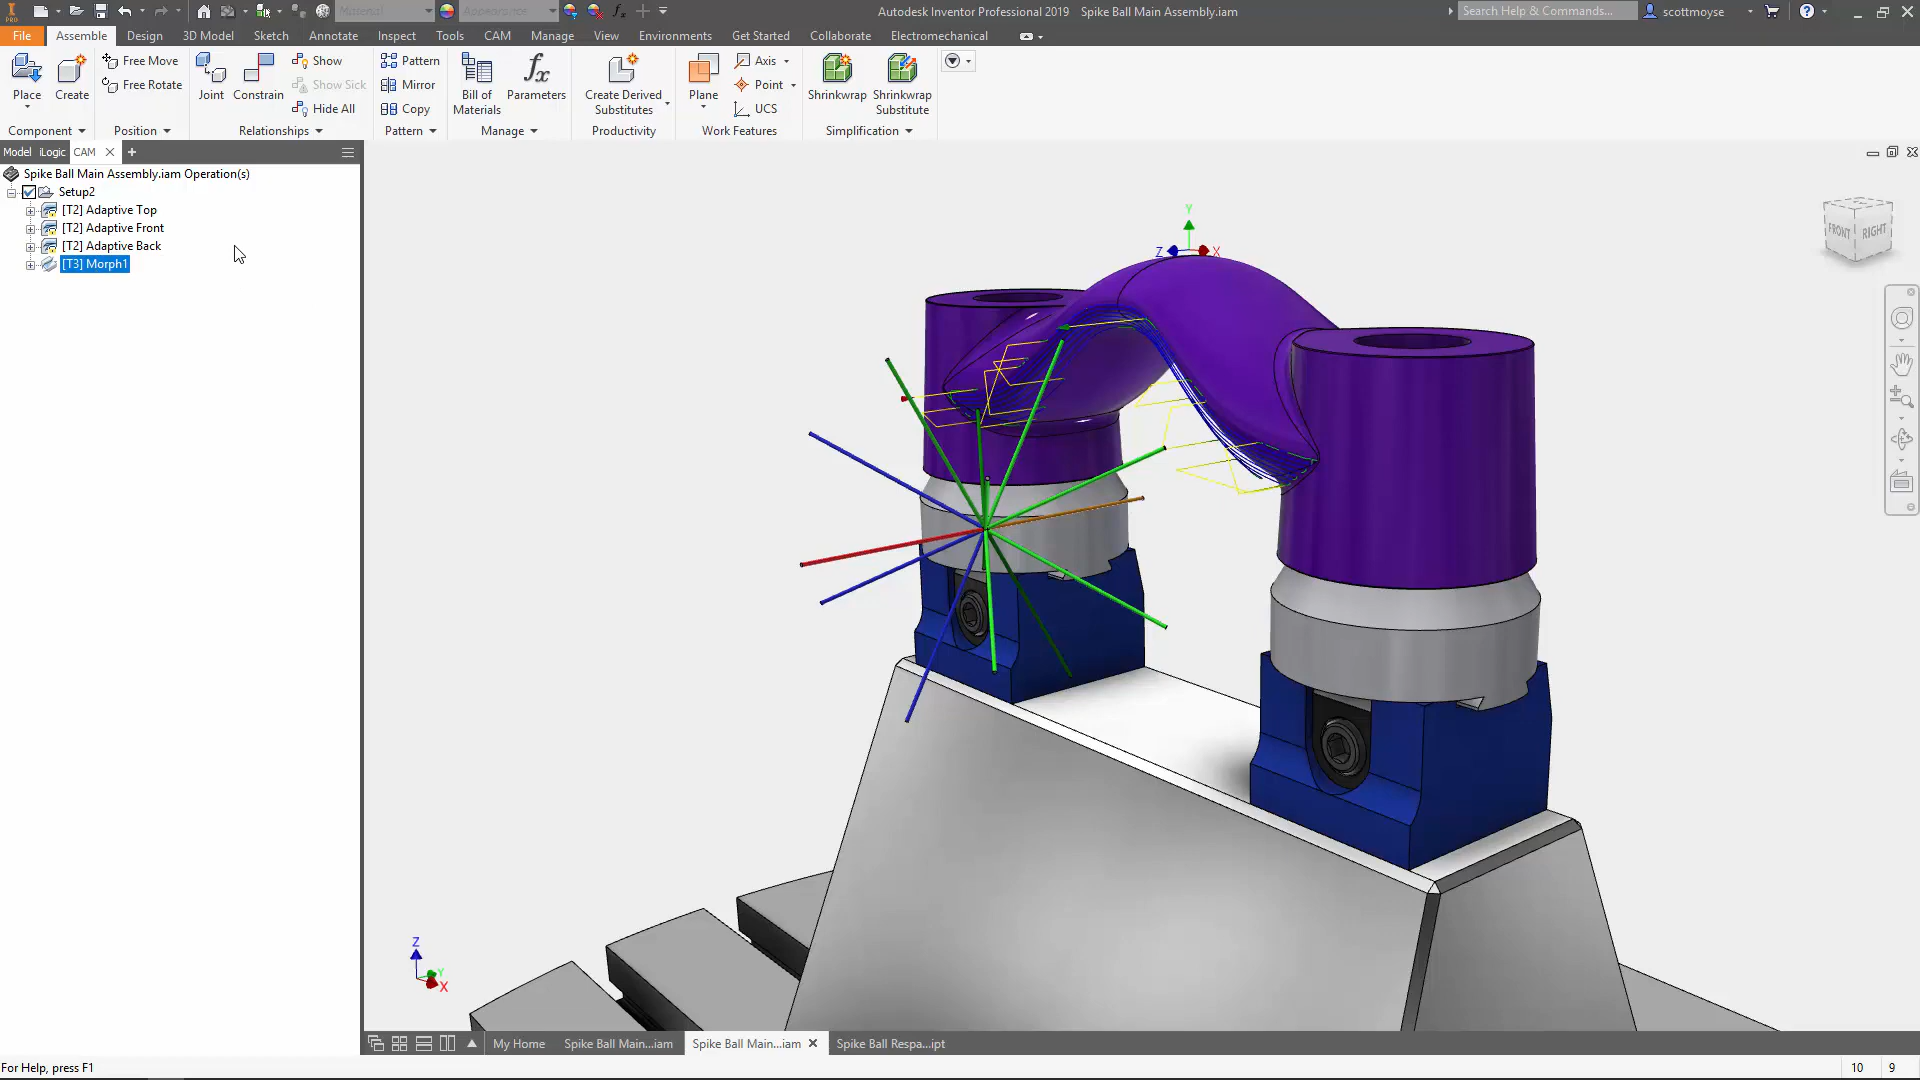 PRO
Material
Appearance
Autodesk Inventor Professional 2019 Spike Ball Main Assembly.iam
Search Help & Commands...
scottmoyse
File Assemble Design 3D Model Sketch Annotate Inspect Tools CAM Manage View Environments Get Started Collaborate Electromechanical
Place
Create
Free Move
Free Rotate
Joint
Constrain
Show
Show Sick
Hide All
Pattern
Mirror
Copy
Bill of
Materials
fx
Parameters
Create Derived
Substitutes
Plane
Axis
Point
UCS
Shrinkwrap
Shrinkwrap
Substitute
Component Position Relationships Pattern Manage Productivity Work Features Simplification
Model iLogic CAM
Spike Ball Main Assembly.iam Operation(s)
Setup2
[T2] Adaptive Top
[T2] Adaptive Front
[T2] Adaptive Back
[T3] Morph1
Y
Z
X
FRONT
RIGHT
Z
Y
X
My Home Spike Ball Main...iam Spike Ball Main...iam Spike Ball Respa...ipt
For Help, press F1
10 9